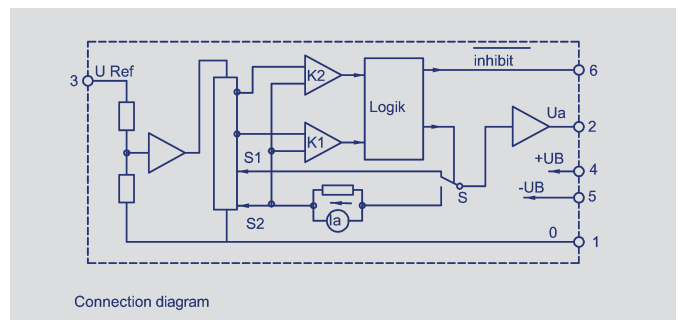 U Ref
3
inhibit
6
K2
Logik
Ua
2
K1
+UB
4
S1
-UB
5
S
S2
Ia
0
1
Connection diagram